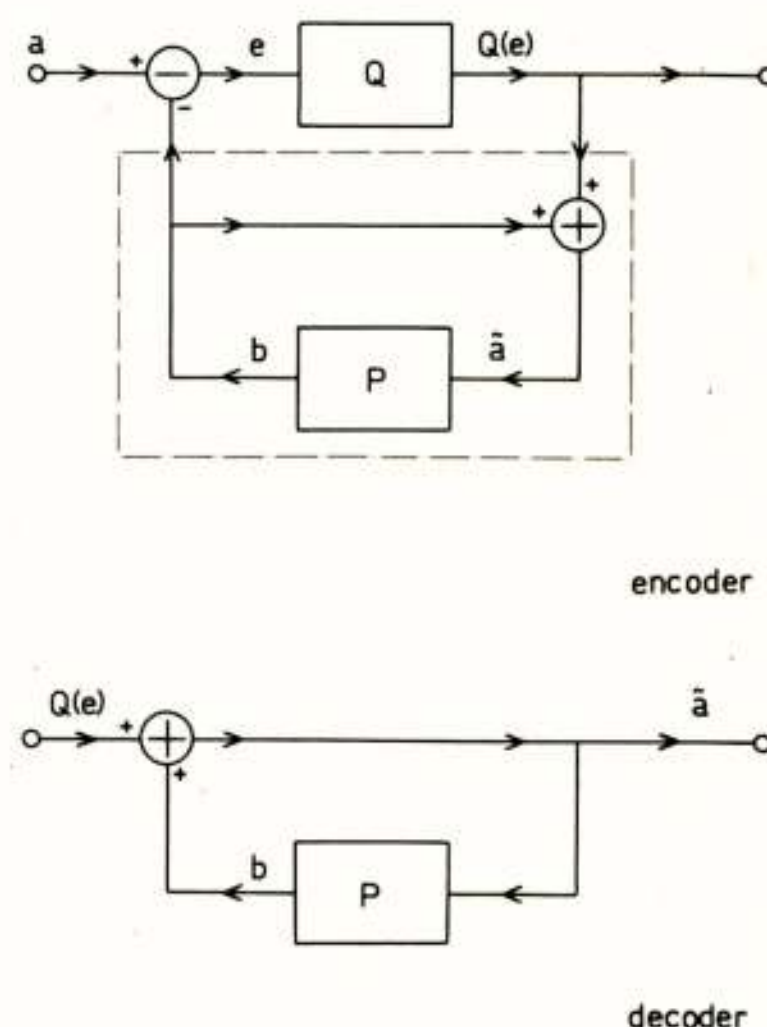 a + − e Q Q(e)
-
+
+ +
b P ã
encoder
Q(e) + + ã
+
b P
decoder